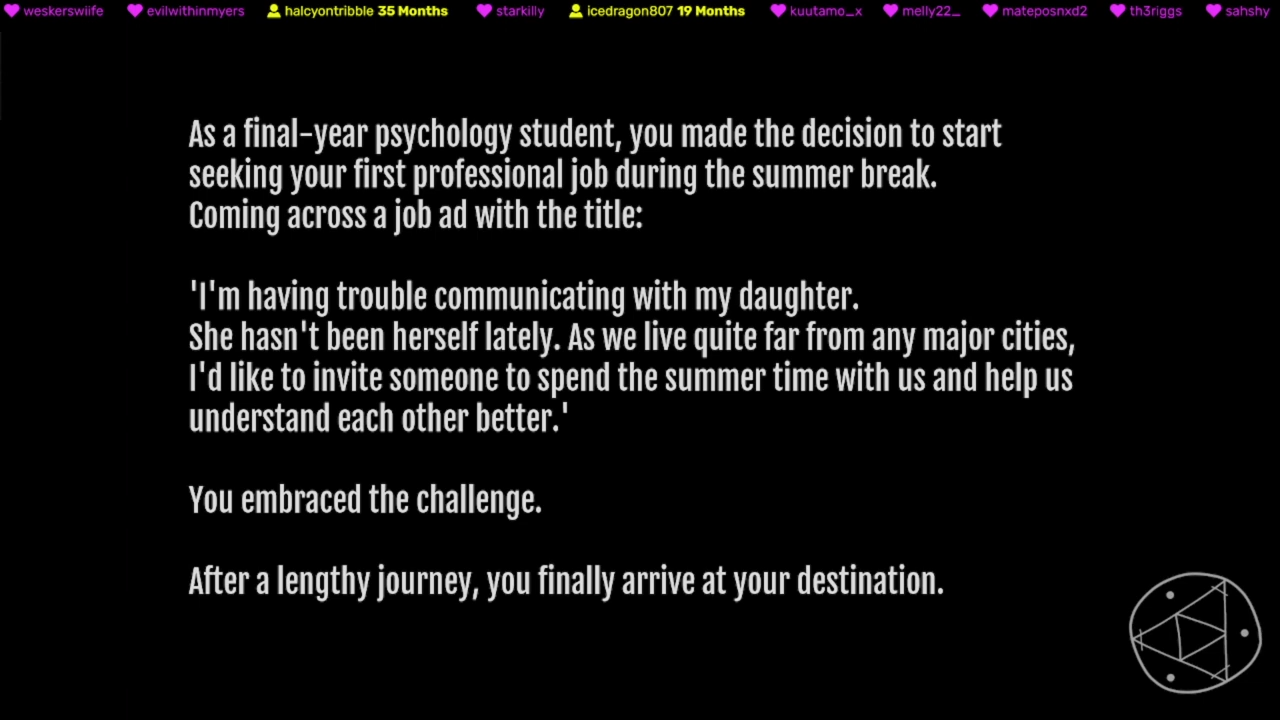 weskerswiife evilwithinmyers halcyontribble 35 Months starkilly icedragon807 19 Months kuutamo_x melly22_ mateposnxd2 th3riggs sahshy
As a final-year psychology student, you made the decision to start
seeking your first professional job during the summer break.
Coming across a job ad with the title:
'I'm having trouble communicating with my daughter.
She hasn't been herself lately. As we live quite far from any major cities,
I'd like to invite someone to spend the summer time with us and help us
understand each other better.'
You embraced the challenge.
After a lengthy journey, you finally arrive at your destination.